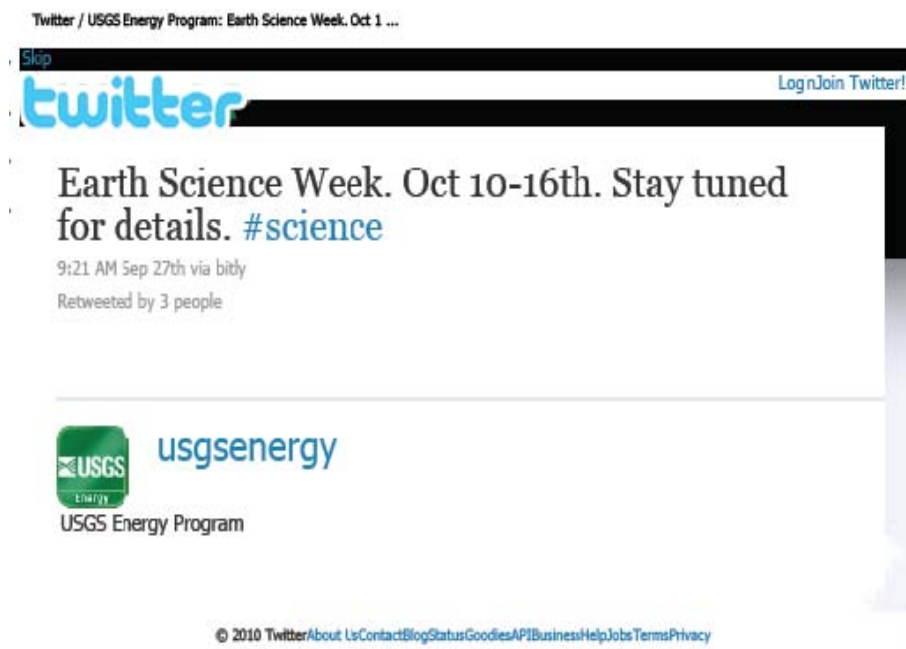 Twitter / USGS Energy Program: Earth Science Week. Oct 1 ...
Skip
twitter
LognJoin Twitter!
Earth Science Week. Oct 10-16th. Stay tuned
for details. #science
9:21 AM Sep 27th via bitly
Retweeted by 3 people
USGS
Energy
usgsenergy
USGS Energy Program
© 2010 TwitterAbout UsContactBlogStatusGoodiesAPIBusinessHelpJobsTermsPrivacy